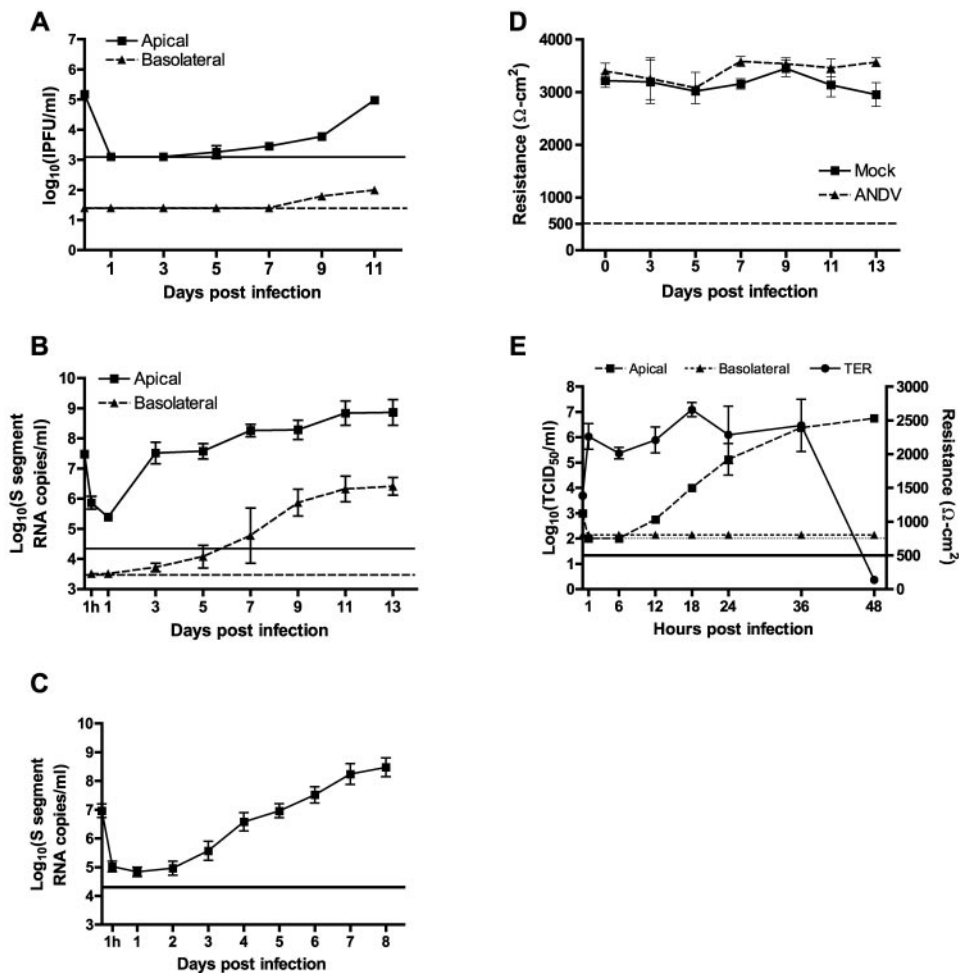 A
Apical
Basolateral
log10(IPFU/ml)
7
6
5
4
3
2
1
0
1 3 5 7 9 11
Days post infection
B
Apical
Basolateral
Log10(S segment
RNA copies/ml)
10
9
8
7
6
5
4
3
1h 1 3 5 7 9 11 13
Days post infection
C
Log10(S segment
RNA copies/ml)
10
9
8
7
6
5
4
3
1h 1 2 3 4 5 6 7 8
Days post infection
D
Resistance (Ω-cm²)
4000
3000
2000
1000
500
0
Mock
ANDV
0 3 5 7 9 11 13
Days post infection
E
Apical Basolateral TER
Log10(TCID50/ml)
8
7
6
5
4
3
2
1
0
3000
2500
2000
1500
1000
500
0
Resistance (Ω-cm²)
1 6 12 18 24 36 48
Hours post infection